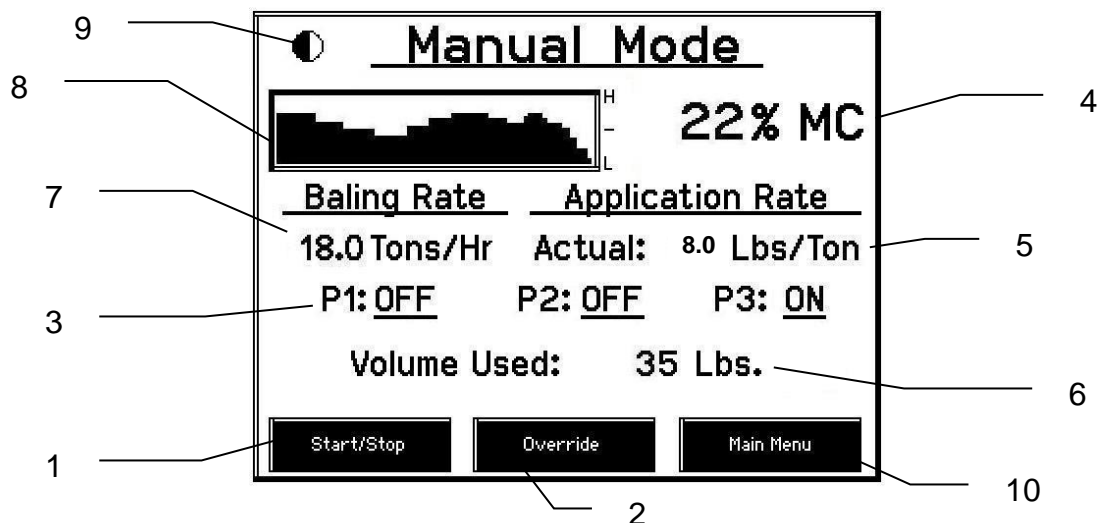 9
Manual Mode
8
H
-
L
22% MC
4
7
Baling Rate Application Rate
18.0 Tons/Hr Actual: 8.0 Lbs/Ton
5
3
P1: OFF P2: OFF P3: ON
Volume Used: 35 Lbs.
6
Start/Stop Override Main Menu
1
2
10